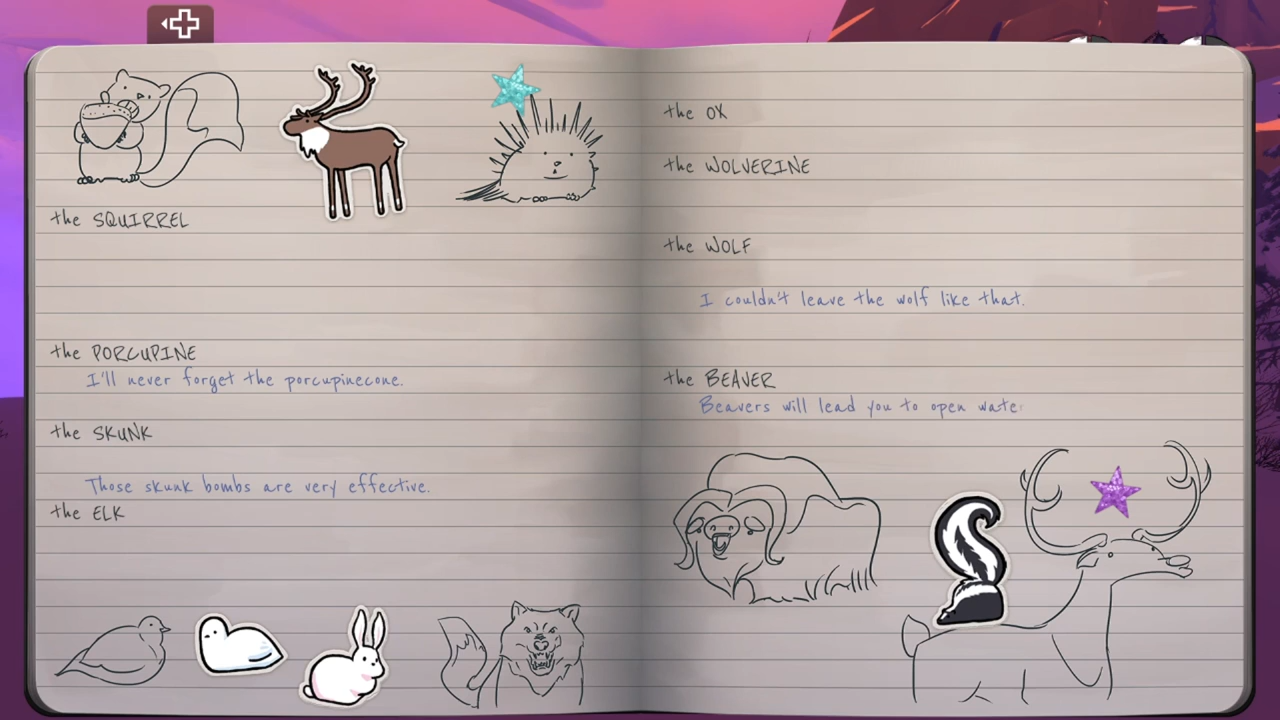 the SQUIRREL
the PORCUPINE
I'll never forget the porcupinecone.
the SKUNK
Those skunk bombs are very effective.
the ELK
the OX
the WOLVERINE
the WOLF
I couldn't leave the wolf like that.
the BEAVER
Beavers will lead you to open wate